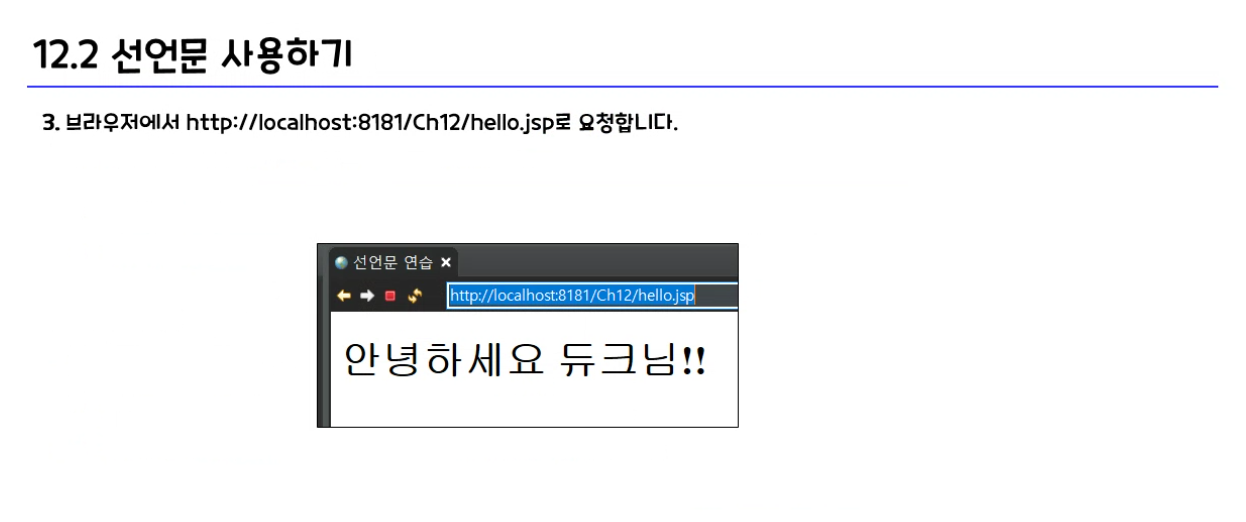 12.2 선언문 사용하기
3. 브라우저에서 http://localhost:8181/Ch12/hello.jsp로 요청합니다.
선언문 연습
http://localhost:8181/Ch12/hello.jsp
안녕하세요 듀크님!!